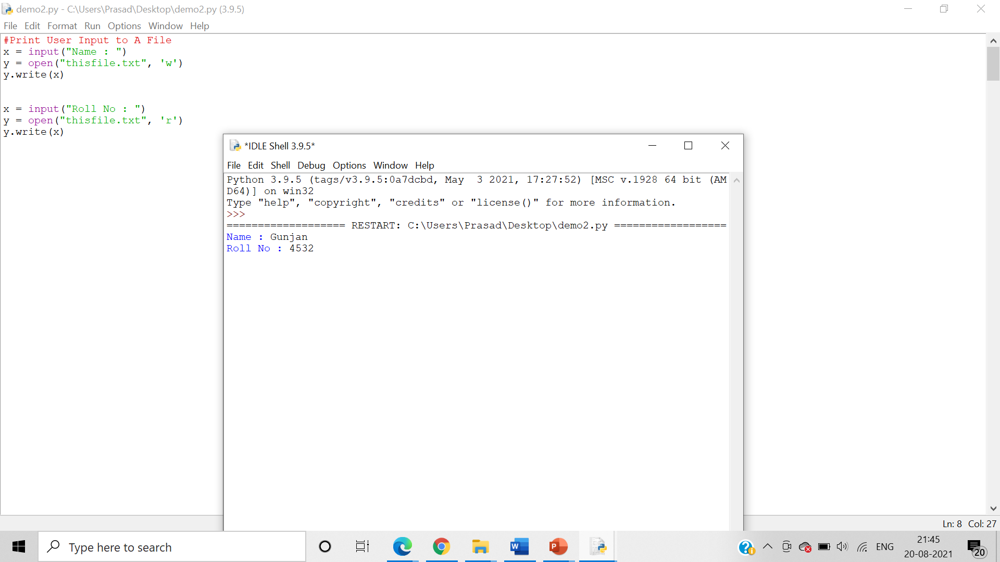 demo2.py - C:\Users\Prasad\Desktop\demo2.py (3.9.5)
File Edit Format Run Options Window Help
#Print User Input to A File
x = input("Name : ")
y = open("thisfile.txt", 'w')
y.write(x)
x = input("Roll No : ")
y = open("thisfile.txt", 'r')
y.write(x)
*IDLE Shell 3.9.5*
File Edit Shell Debug Options Window Help
Python 3.9.5 (tags/v3.9.5:0a7dcbd, May  3 2021, 17:27:52) [MSC v.1928 64 bit (AM
D64)] on win32
Type "help", "copyright", "credits" or "license()" for more information.
>>>
=================== RESTART: C:\Users\Prasad\Desktop\demo2.py ==================
Name : Gunjan
Roll No : 4532
Ln: 8 Col: 27
Type here to search
ENG
21:45
20-08-2021
20